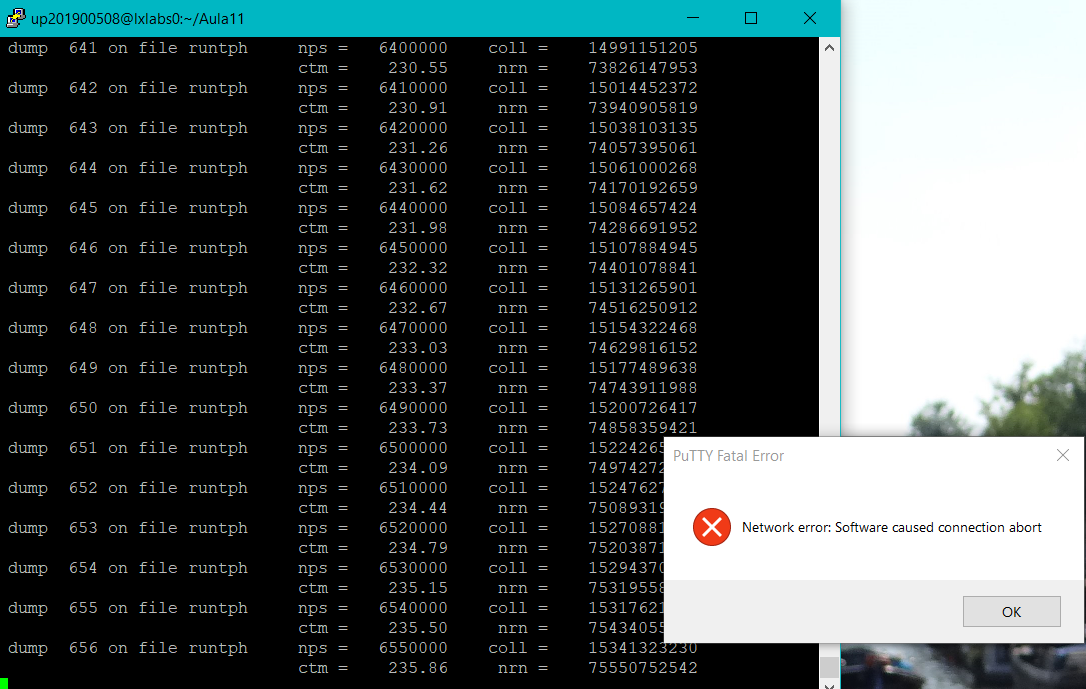 up201900508@lxlabs0:~/Aula11
dump 641 on file runtph nps = 6400000 coll = 14991151205
ctm = 230.55 nrn = 73826147953
dump 642 on file runtph nps = 6410000 coll = 15014452372
ctm = 230.91 nrn = 73940905819
dump 643 on file runtph nps = 6420000 coll = 15038103135
ctm = 231.26 nrn = 74057395061
dump 644 on file runtph nps = 6430000 coll = 15061000268
ctm = 231.62 nrn = 74170192659
dump 645 on file runtph nps = 6440000 coll = 15084657424
ctm = 231.98 nrn = 74286691952
dump 646 on file runtph nps = 6450000 coll = 15107884945
ctm = 232.32 nrn = 74401078841
dump 647 on file runtph nps = 6460000 coll = 15131265901
ctm = 232.67 nrn = 74516250912
dump 648 on file runtph nps = 6470000 coll = 15154322468
ctm = 233.03 nrn = 74629816152
dump 649 on file runtph nps = 6480000 coll = 15177489638
ctm = 233.37 nrn = 74743911988
dump 650 on file runtph nps = 6490000 coll = 15200726417
ctm = 233.73 nrn = 74858359421
dump 651 on file runtph nps = 6500000 coll = 1522426
ctm = 234.09 nrn = 7497427
dump 652 on file runtph nps = 6510000 coll = 1524762
ctm = 234.44 nrn = 7508931
dump 653 on file runtph nps = 6520000 coll = 1527088
ctm = 234.79 nrn = 7520387
dump 654 on file runtph nps = 6530000 coll = 1529437
ctm = 235.15 nrn = 7531955
dump 655 on file runtph nps = 6540000 coll = 1531762
ctm = 235.50 nrn = 7543405
dump 656 on file runtph nps = 6550000 coll = 15341323230
ctm = 235.86 nrn = 75550752542
PuTTY Fatal Error
Network error: Software caused connection abort
OK